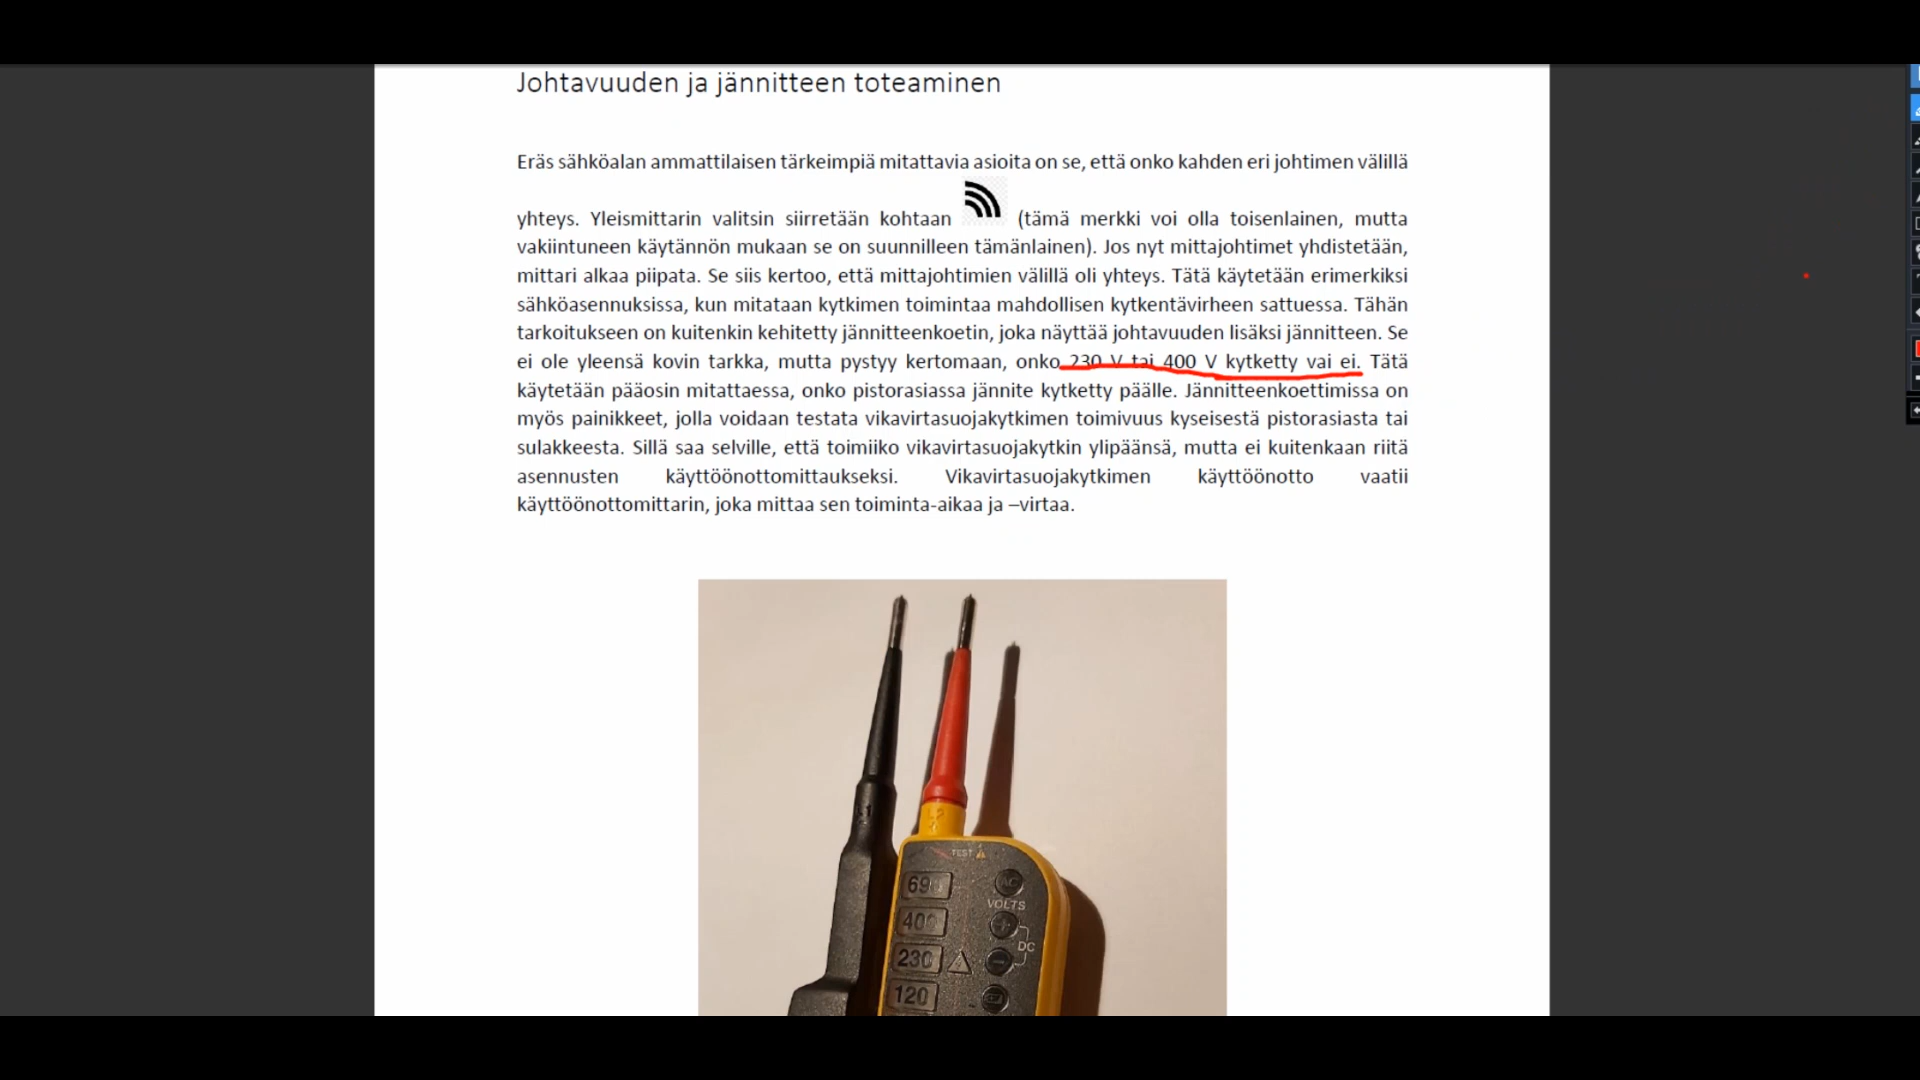 Johtavuuden ja jännitteen toteaminen
Eräs sähköalan ammattilaisen tärkeimpiä mitattavia asioita on se, että onko kahden eri johtimen välillä
yhteys. Yleismittarin valitsin siirretään kohtaan (tämä merkki voi olla toisenlainen, mutta
vakiintuneen käytännön mukaan se on suunnilleen tämänlainen). Jos nyt mittajohtimet yhdistetään,
mittari alkaa piipata. Se siis kertoo, että mittajohtimien välillä oli yhteys. Tätä käytetään erimerkiksi
sähköasennuksissa, kun mitataan kytkimen toimintaa mahdollisen kytkentävirheen sattuessa. Tähän
tarkoitukseen on kuitenkin kehitetty jännitteenkoetin, joka näyttää johtavuuden lisäksi jännitteen. Se
ei ole yleensä kovin tarkka, mutta pystyy kertomaan, onko 230 V tai 400 V kytketty vai ei. Tätä
käytetään pääosin mitattaessa, onko pistorasiassa jännite kytketty päälle. Jännitteenkoettimissa on
myös painikkeet, jolla voidaan testata vikavirtasuojakytkimen toimivuus kyseisestä pistorasiasta tai
sulakkeesta. Sillä saa selville, että toimiiko vikavirtasuojakytkin ylipäänsä, mutta ei kuitenkaan riitä
asennusten käyttöönottomittaukseksi. Vikavirtasuojakytkimen käyttöönotto vaatii
käyttöönottomittarin, joka mittaa sen toiminta-aikaa ja –virtaa.
L2
TEST
690
AC
VOLTS
400
+
DC
230
-
120